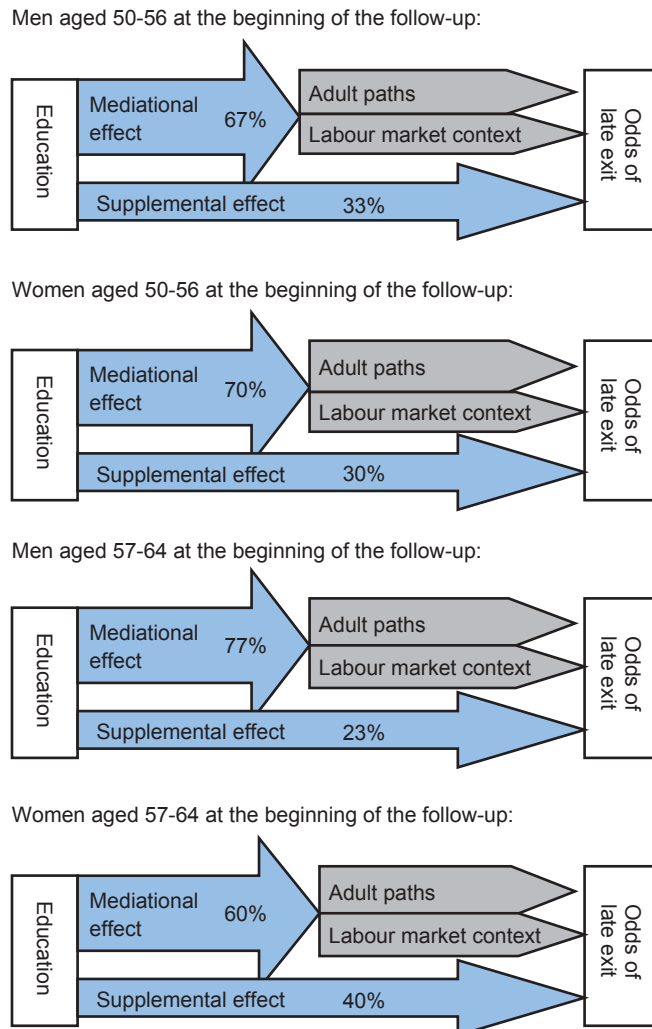 Men aged 50-56 at the beginning of the follow-up:
Education
Mediational
effect
67%
Adult paths
Labour market context
Supplemental effect
33%
Odds of
late exit
Women aged 50-56 at the beginning of the follow-up:
Education
Mediational
effect
70%
Adult paths
Labour market context
Supplemental effect
30%
Odds of
late exit
Men aged 57-64 at the beginning of the follow-up:
Education
Mediational
effect
77%
Adult paths
Labour market context
Supplemental effect
23%
Odds of
late exit
Women aged 57-64 at the beginning of the follow-up:
Education
Mediational
effect
60%
Adult paths
Labour market context
Supplemental effect
40%
Odds of
late exit